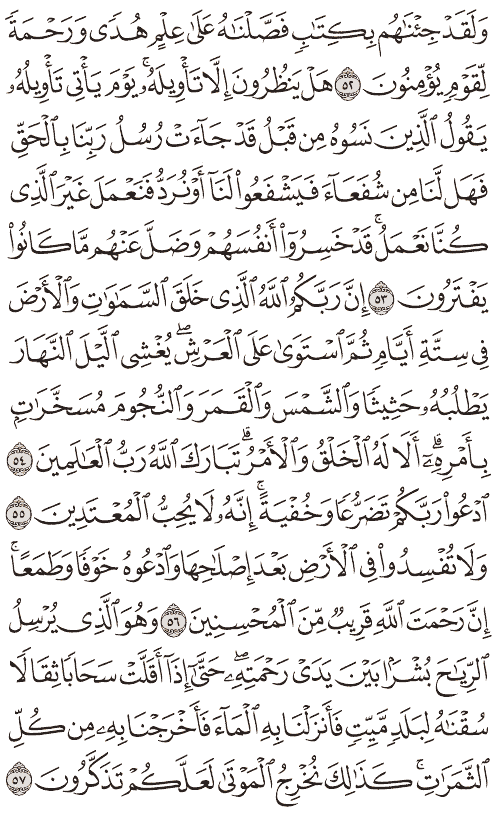 وَلَقَدْ جِئْنَٰهُم بِكِتَٰبٖ فَصَّلْنَٰهُ عَلَىٰ عِلْمٍ هُدٗى وَرَحْمَةٗ
لِّقَوْمٖ يُؤْمِنُونَ ٥٢ هَلْ يَنظُرُونَ إِلَّا تَأْوِيلَهُۥۚ يَوْمَ يَأْتِي تَأْوِيلُهُۥ
يَقُولُ ٱلَّذِينَ نَسُوهُ مِن قَبْلُ قَدْ جَآءَتْ رُسُلُ رَبِّنَا بِٱلْحَقِّ
فَهَل لَّنَا مِن شُفَعَآءَ فَيَشْفَعُوا۟ لَنَآ أَوْ نُرَدُّ فَنَعْمَلَ غَيْرَ ٱلَّذِي
كُنَّا نَعْمَلُۚ قَدْ خَسِرُوٓا۟ أَنفُسَهُمْ وَضَلَّ عَنْهُم مَّا كَانُوا۟
يَفْتَرُونَ ٥٣ إِنَّ رَبَّكُمُ ٱللَّهُ ٱلَّذِي خَلَقَ ٱلسَّمَٰوَٰتِ وَٱلْأَرْضَ
فِي سِتَّةِ أَيَّامٖ ثُمَّ ٱسْتَوَىٰ عَلَى ٱلْعَرْشِۖ يُغْشِي ٱلَّيْلَ ٱلنَّهَارَ
يَطْلُبُهُۥ حَثِيثٗا وَٱلشَّمْسَ وَٱلْقَمَرَ وَٱلنُّجُومَ مُسَخَّرَٰتِۭ
بِأَمْرِهِۦٓۗ أَلَا لَهُ ٱلْخَلْقُ وَٱلْأَمْرُۗ تَبَارَكَ ٱللَّهُ رَبُّ ٱلْعَٰلَمِينَ ٥٤
ٱدْعُوا۟ رَبَّكُمْ تَضَرُّعٗا وَخُفْيَةًۚ إِنَّهُۥ لَا يُحِبُّ ٱلْمُعْتَدِينَ ٥٥
وَلَا تُفْسِدُوا۟ فِي ٱلْأَرْضِ بَعْدَ إِصْلَٰحِهَا وَٱدْعُوهُ خَوْفٗا وَطَمَعًاۚ
إِنَّ رَحْمَتَ ٱللَّهِ قَرِيبٌ مِّنَ ٱلْمُحْسِنِينَ ٥٦ وَهُوَ ٱلَّذِي يُرْسِلُ
ٱلرِّيَٰحَ بُشْرَۢا بَيْنَ يَدَيْ رَحْمَتِهِۦۖ حَتَّىٰٓ إِذَآ أَقَلَّتْ سَحَابٗا ثِقَالٗا
سُقْنَٰهُ لِبَلَدٖ مَّيِّتٖ فَأَنزَلْنَا بِهِ ٱلْمَآءَ فَأَخْرَجْنَا بِهِۦ مِن كُلِّ
ٱلثَّمَرَٰتِۚ كَذَٰلِكَ نُخْرِجُ ٱلْمَوْتَىٰ لَعَلَّكُمْ تَذَكَّرُونَ ٥٧